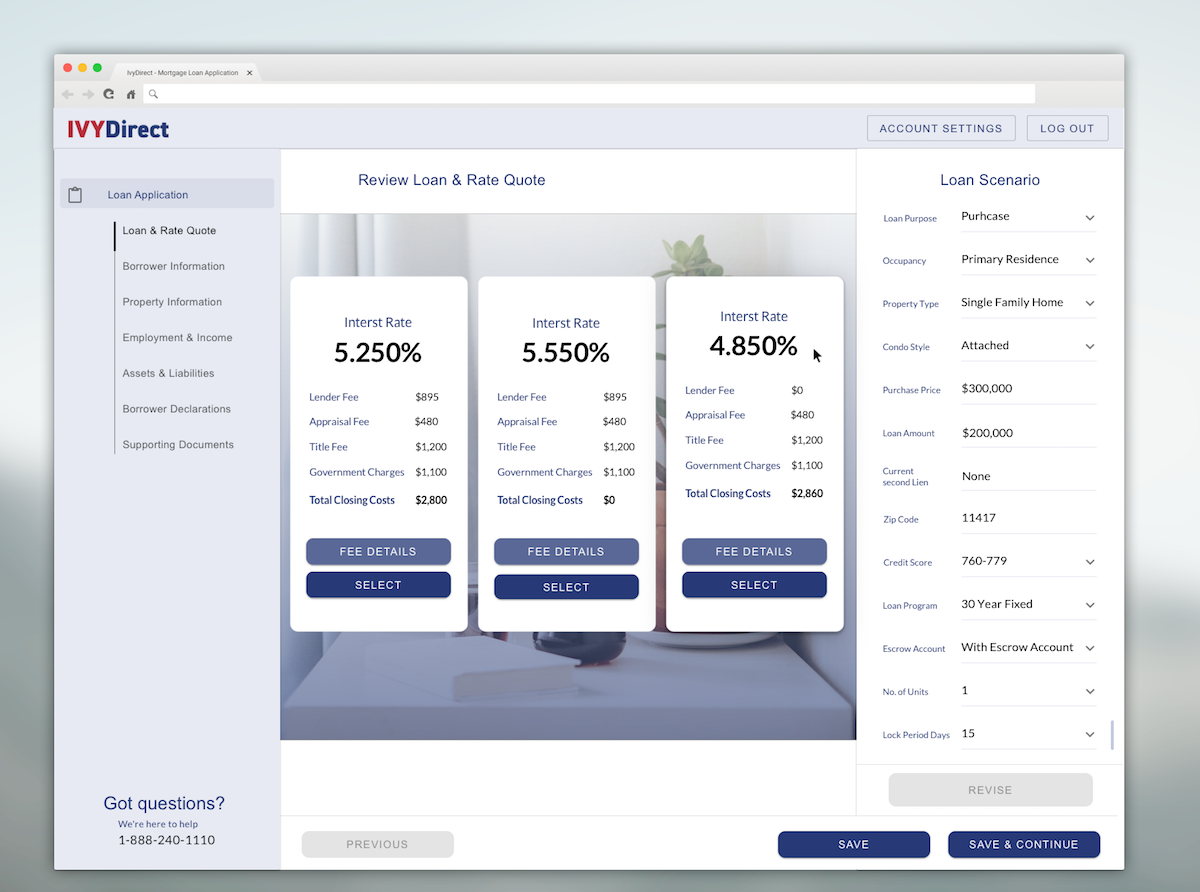 IvyDirect - Mortgage Loan Application
IVYDirect
ACCOUNT SETTINGS
LOG OUT
Loan Application
Loan & Rate Quote
Borrower Information
Property Information
Employment & Income
Assets & Liabilities
Borrower Declarations
Supporting Documents
Got questions?
We're here to help
1-888-240-1110
Review Loan & Rate Quote
Interst Rate
5.250%
Lender Fee $895
Appraisal Fee $480
Title Fee $1,200
Government Charges $1,100
Total Closing Costs $2,800
FEE DETAILS
SELECT
Interst Rate
5.550%
Lender Fee $895
Appraisal Fee $480
Title Fee $1,200
Government Charges $1,100
Total Closing Costs $0
FEE DETAILS
SELECT
Interst Rate
4.850%
Lender Fee $0
Appraisal Fee $480
Title Fee $1,200
Government Charges $1,100
Total Closing Costs $2,860
FEE DETAILS
SELECT
Loan Scenario
Loan Purpose Purhcase
Occupancy Primary Residence
Property Type Single Family Home
Condo Style Attached
Purchase Price $300,000
Loan Amount $200,000
Current
second Lien None
Zip Code 11417
Credit Score 760-779
Loan Program 30 Year Fixed
Escrow Account With Escrow Account
No. of Units 1
Lock Period Days 15
REVISE
PREVIOUS
SAVE
SAVE & CONTINUE